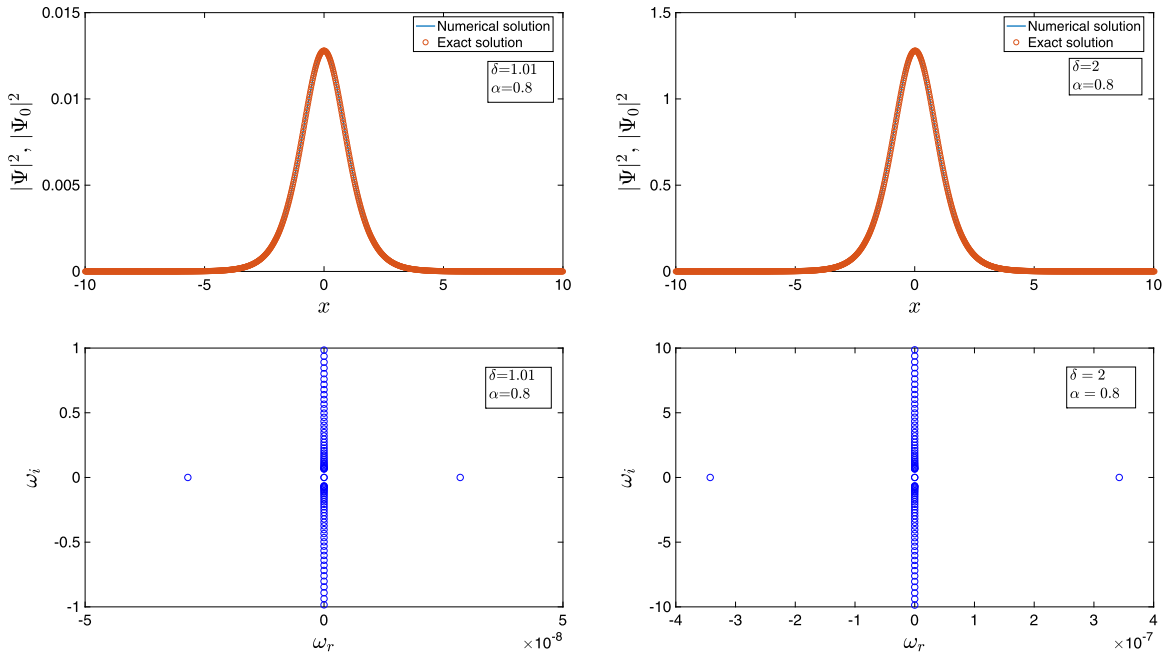 0.015
0.01
0.005
0
-10
-5
0
5
10
x
|Ψ|², |Ψ₀|²
Numerical solution
Exact solution
δ=1.01
α=0.8
1.5
1
0.5
0
-10
-5
0
5
10
x
|Ψ|², |Ψ₀|²
Numerical solution
Exact solution
δ=2
α=0.8
1
0.5
0
-0.5
-1
-5
0
5
×10⁻⁸
ωᵣ
ωᵢ
δ=1.01
α=0.8
10
5
0
-5
-10
-4
-3
-2
-1
0
1
2
3
4
×10⁻⁷
ωᵣ
ωᵢ
δ = 2
α = 0.8